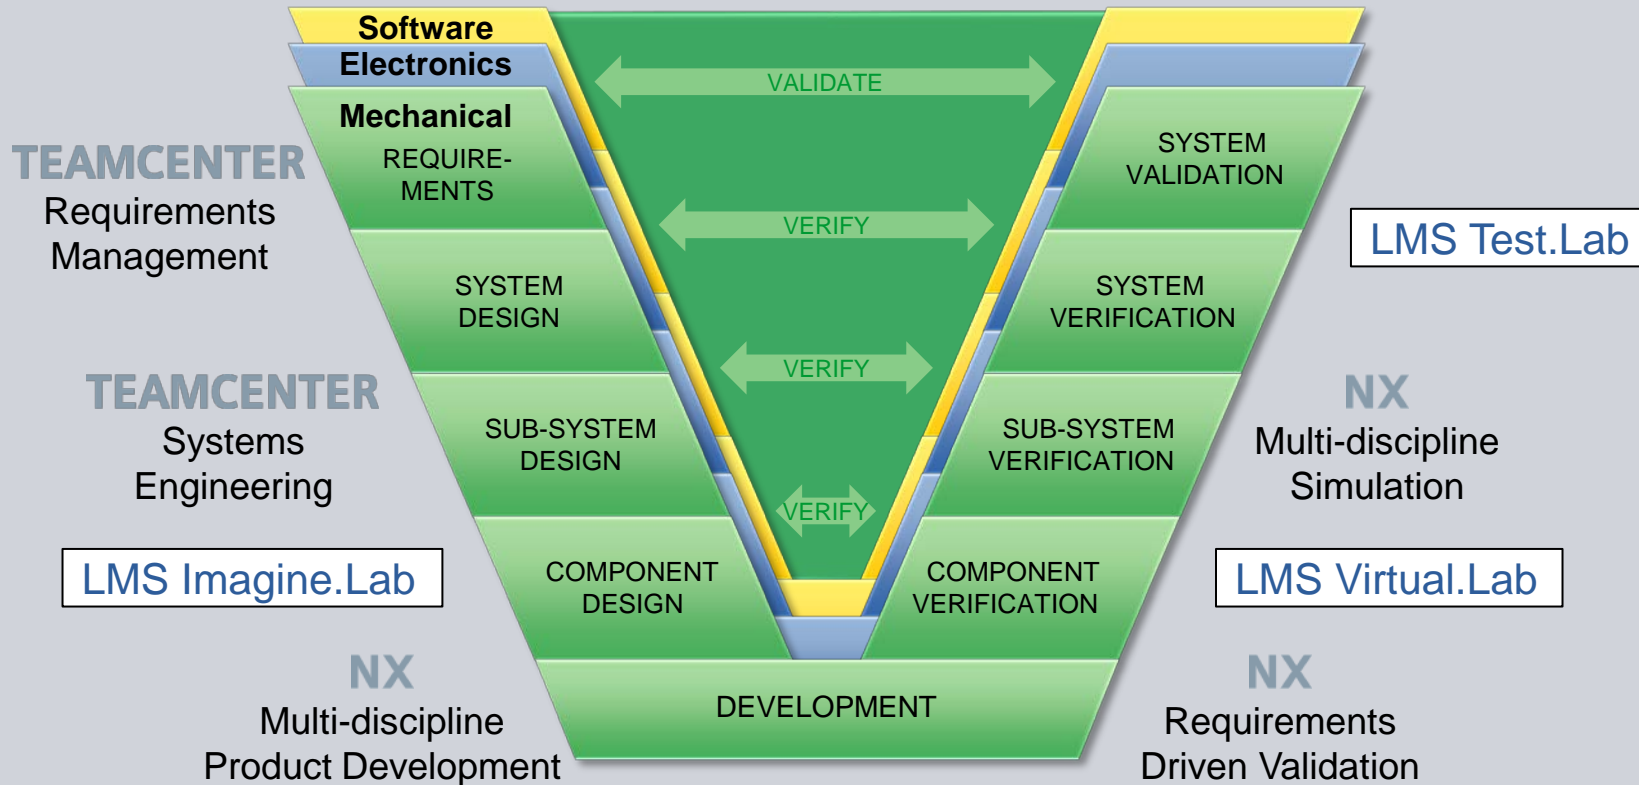 Software
Electronics
Mechanical
REQUIRE-
MENTS
TEAMCENTER
Requirements
Management
SYSTEM
DESIGN
TEAMCENTER
Systems
Engineering
SUB-SYSTEM
DESIGN
LMS Imagine.Lab
COMPONENT
DESIGN
NX
Multi-discipline
Product Development
DEVELOPMENT
VALIDATE
VERIFY
VERIFY
VERIFY
SYSTEM
VALIDATION
LMS Test.Lab
SYSTEM
VERIFICATION
SUB-SYSTEM
VERIFICATION
NX
Multi-discipline
Simulation
COMPONENT
VERIFICATION
LMS Virtual.Lab
NX
Requirements
Driven Validation